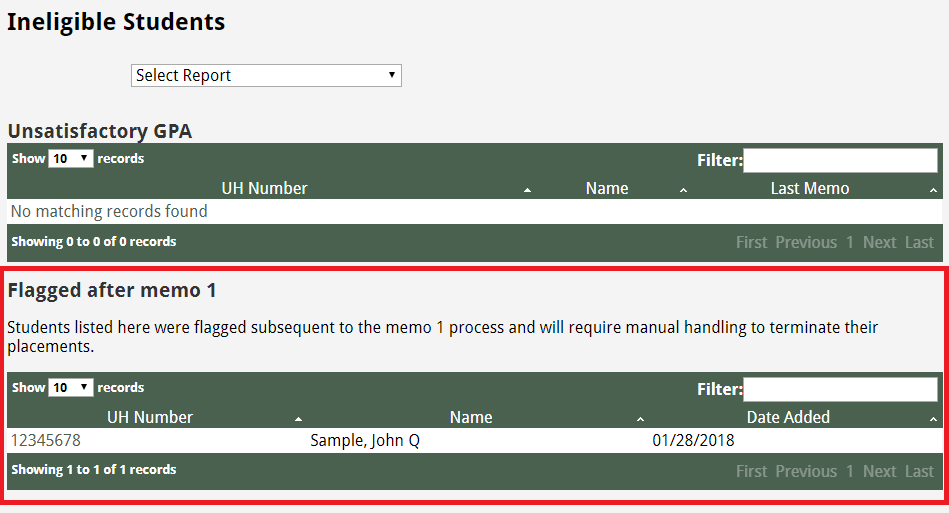 Ineligible Students
Select Report
Unsatisfactory GPA
Show 10 records Filter:
UH Number Name Last Memo
No matching records found
Showing 0 to 0 of 0 records First Previous 1 Next Last
Flagged after memo 1
Students listed here were flagged subsequent to the memo 1 process and will require manual handling to terminate their
placements.
Show 10 records Filter:
UH Number Name Date Added
12345678 Sample, John Q 01/28/2018
Showing 1 to 1 of 1 records First Previous 1 Next Last